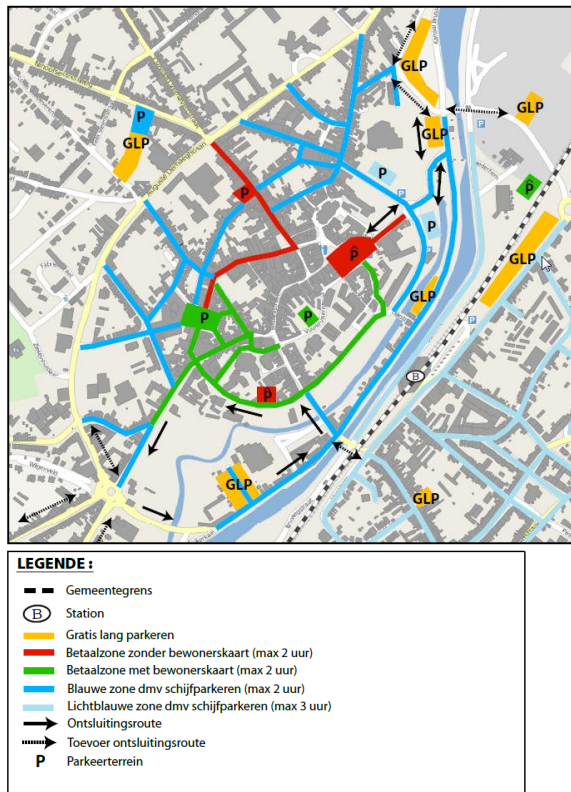 GLP
GLP
GLP
P
GLP
P
P
P
P
P
P
P
GLP
GLP
B
P
GLP
GLP
LEGENDE :
Gemeentegrens
B Station
Gratis lang parkeren
Betaalzone zonder bewonerskaart (max 2 uur)
Betaalzone met bewonerskaart (max 2 uur)
Blauwe zone dmv schijfparkeren (max 2 uur)
Lichtblauwe zone dmv schijfparkeren (max 3 uur)
Ontsluitingsroute
Toevoer ontsluitingsroute
P Parkeerterrein